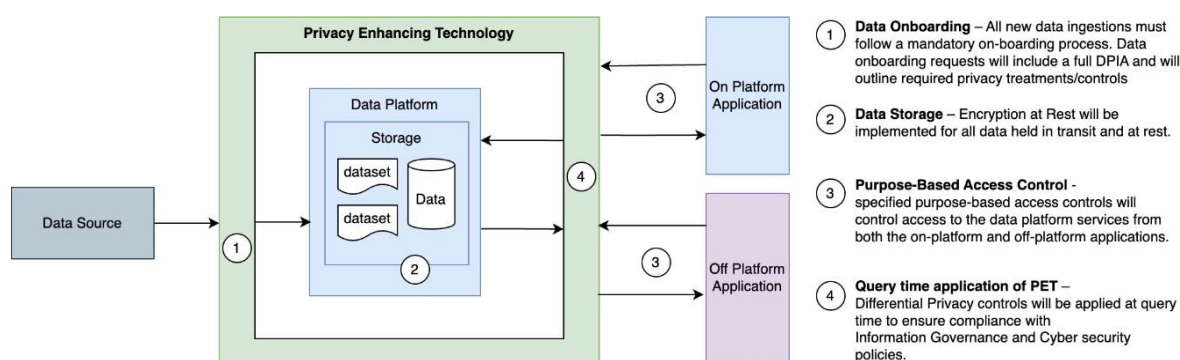 Privacy Enhancing Technology
Data Platform
Storage
dataset
dataset
Data
Data Source
1
2
4
3
3
On Platform
Application
Off Platform
Application
1
Data Onboarding – All new data ingestions must
follow a mandatory on-boarding process. Data
onboarding requests will include a full DPIA and will
outline required privacy treatments/controls
2
Data Storage – Encryption at Rest will be
implemented for all data held in transit and at rest.
3
Purpose-Based Access Control -
specified purpose-based access controls will
control access to the data platform services from
both the on-platform and off-platform applications.
4
Query time application of PET –
Differential Privacy controls will be applied at query
time to ensure compliance with
Information Governance and Cyber security
policies.